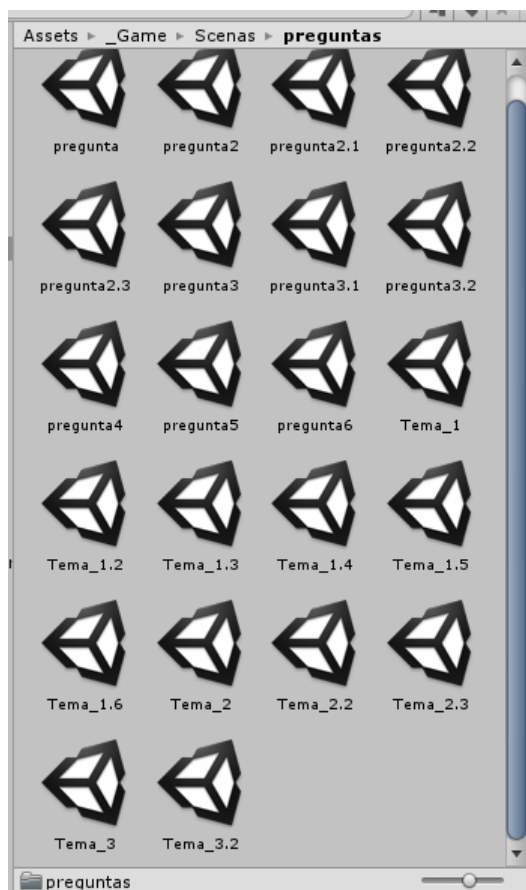 Assets ▸ _Game ▸ Scenas ▸ preguntas
pregunta pregunta2 pregunta2.1 pregunta2.2
pregunta2.3 pregunta3 pregunta3.1 pregunta3.2
pregunta4 pregunta5 pregunta6 Tema_1
Tema_1.2 Tema_1.3 Tema_1.4 Tema_1.5
Tema_1.6 Tema_2 Tema_2.2 Tema_2.3
Tema_3 Tema_3.2
preguntas